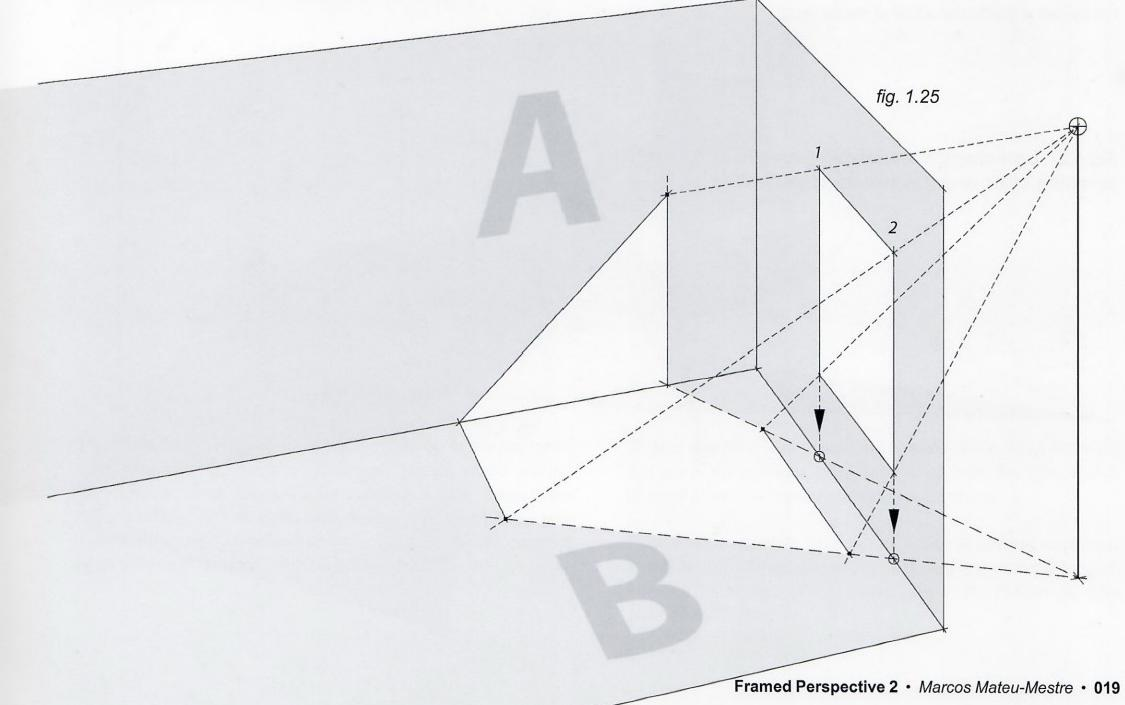 A
fig. 1.25
1
2
B
Framed Perspective 2 • Marcos Mateu-Mestre • 019